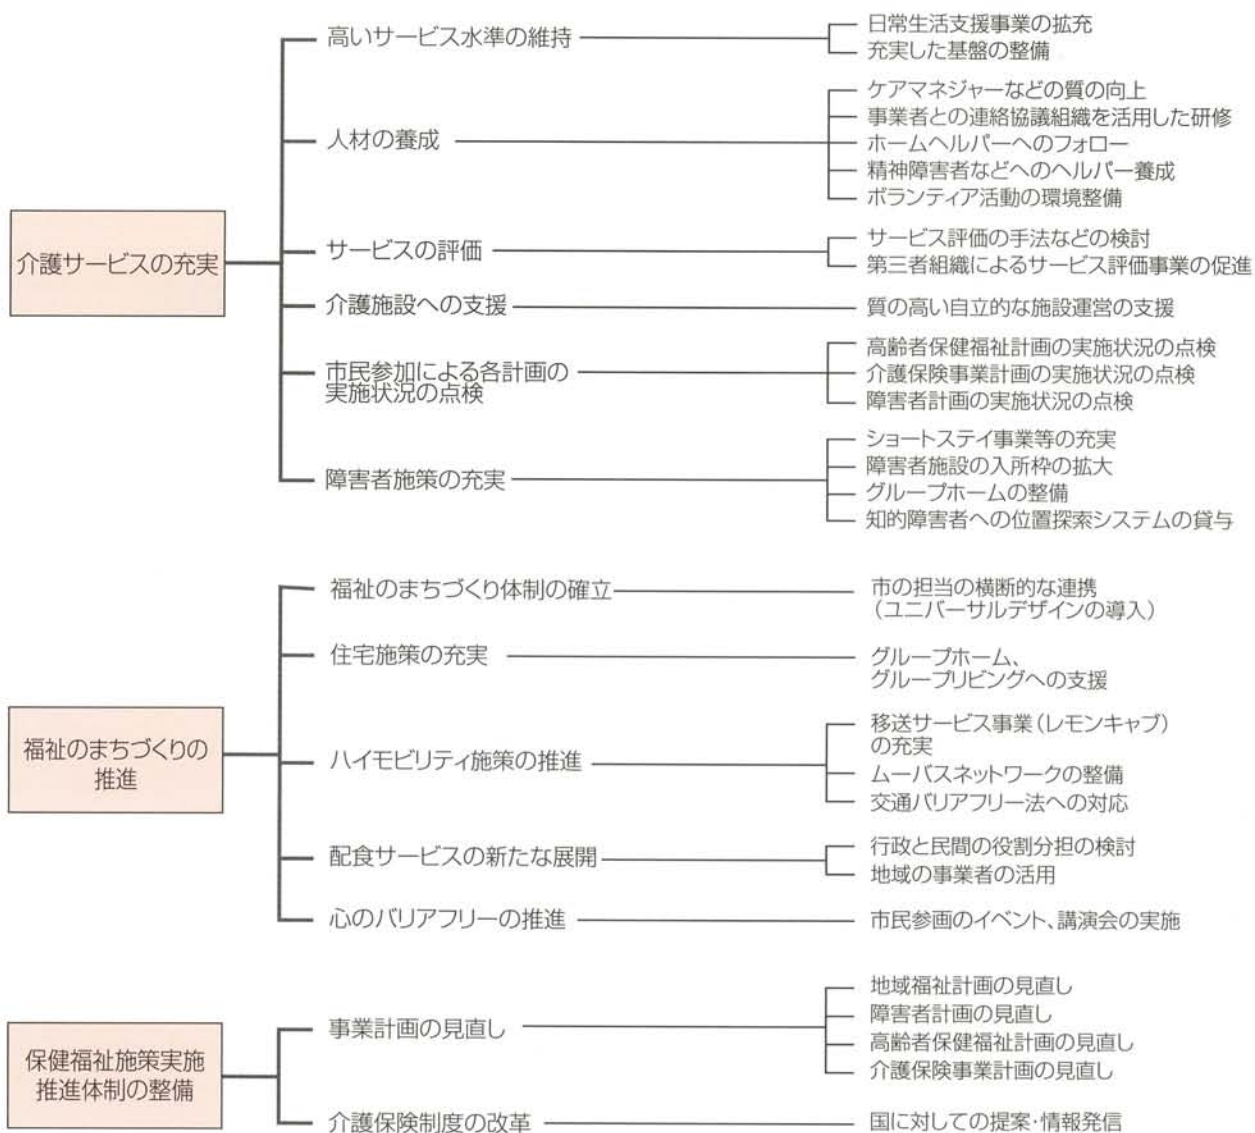 介護サービスの充実
高いサービス水準の維持
日常生活支援事業の拡充
充実した基盤の整備
人材の養成
ケアマネジャーなどの質の向上
事業者との連絡協議組織を活用した研修
ホームヘルパーへのフォロー
精神障害者などへのヘルパー養成
ボランティア活動の環境整備
サービスの評価
サービス評価の手法などの検討
第三者組織によるサービス評価事業の促進
介護施設への支援
質の高い自立的な施設運営の支援
市民参加による各計画の
実施状況の点検
高齢者保健福祉計画の実施状況の点検
介護保険事業計画の実施状況の点検
障害者計画の実施状況の点検
障害者施策の充実
ショートステイ事業等の充実
障害者施設の入所枠の拡大
グループホームの整備
知的障害者への位置探索システムの貸与
福祉のまちづくりの
推進
福祉のまちづくり体制の確立
市の担当の横断的な連携
（ユニバーサルデザインの導入）
住宅施策の充実
グループホーム、
グループリビングへの支援
ハイモビリティ施策の推進
移送サービス事業（レモンキャブ）
の充実
ムーバスネットワークの整備
交通バリアフリー法への対応
配食サービスの新たな展開
行政と民間の役割分担の検討
地域の事業者の活用
心のバリアフリーの推進
市民参画のイベント、講演会の実施
保健福祉施策実施
推進体制の整備
事業計画の見直し
地域福祉計画の見直し
障害者計画の見直し
高齢者保健福祉計画の見直し
介護保険事業計画の見直し
介護保険制度の改革
国に対しての提案・情報発信